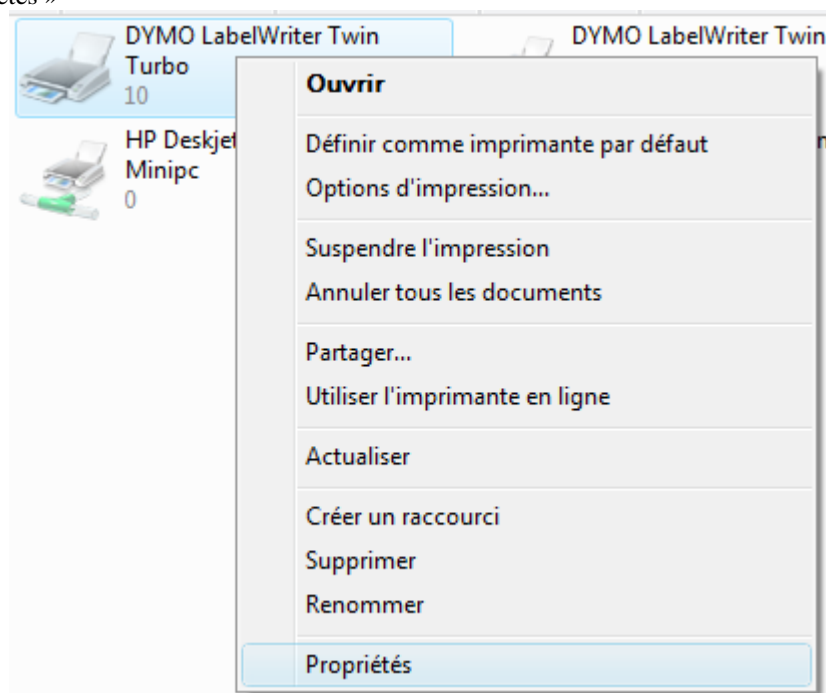 DYMO LabelWriter Twin
Turbo
10
DYMO LabelWriter Twin
HP Deskjet
Minipc
0
Ouvrir
Définir comme imprimante par défaut
Options d'impression...
Suspendre l'impression
Annuler tous les documents
Partager...
Utiliser l'imprimante en ligne
Actualiser
Créer un raccourci
Supprimer
Renommer
Propriétés